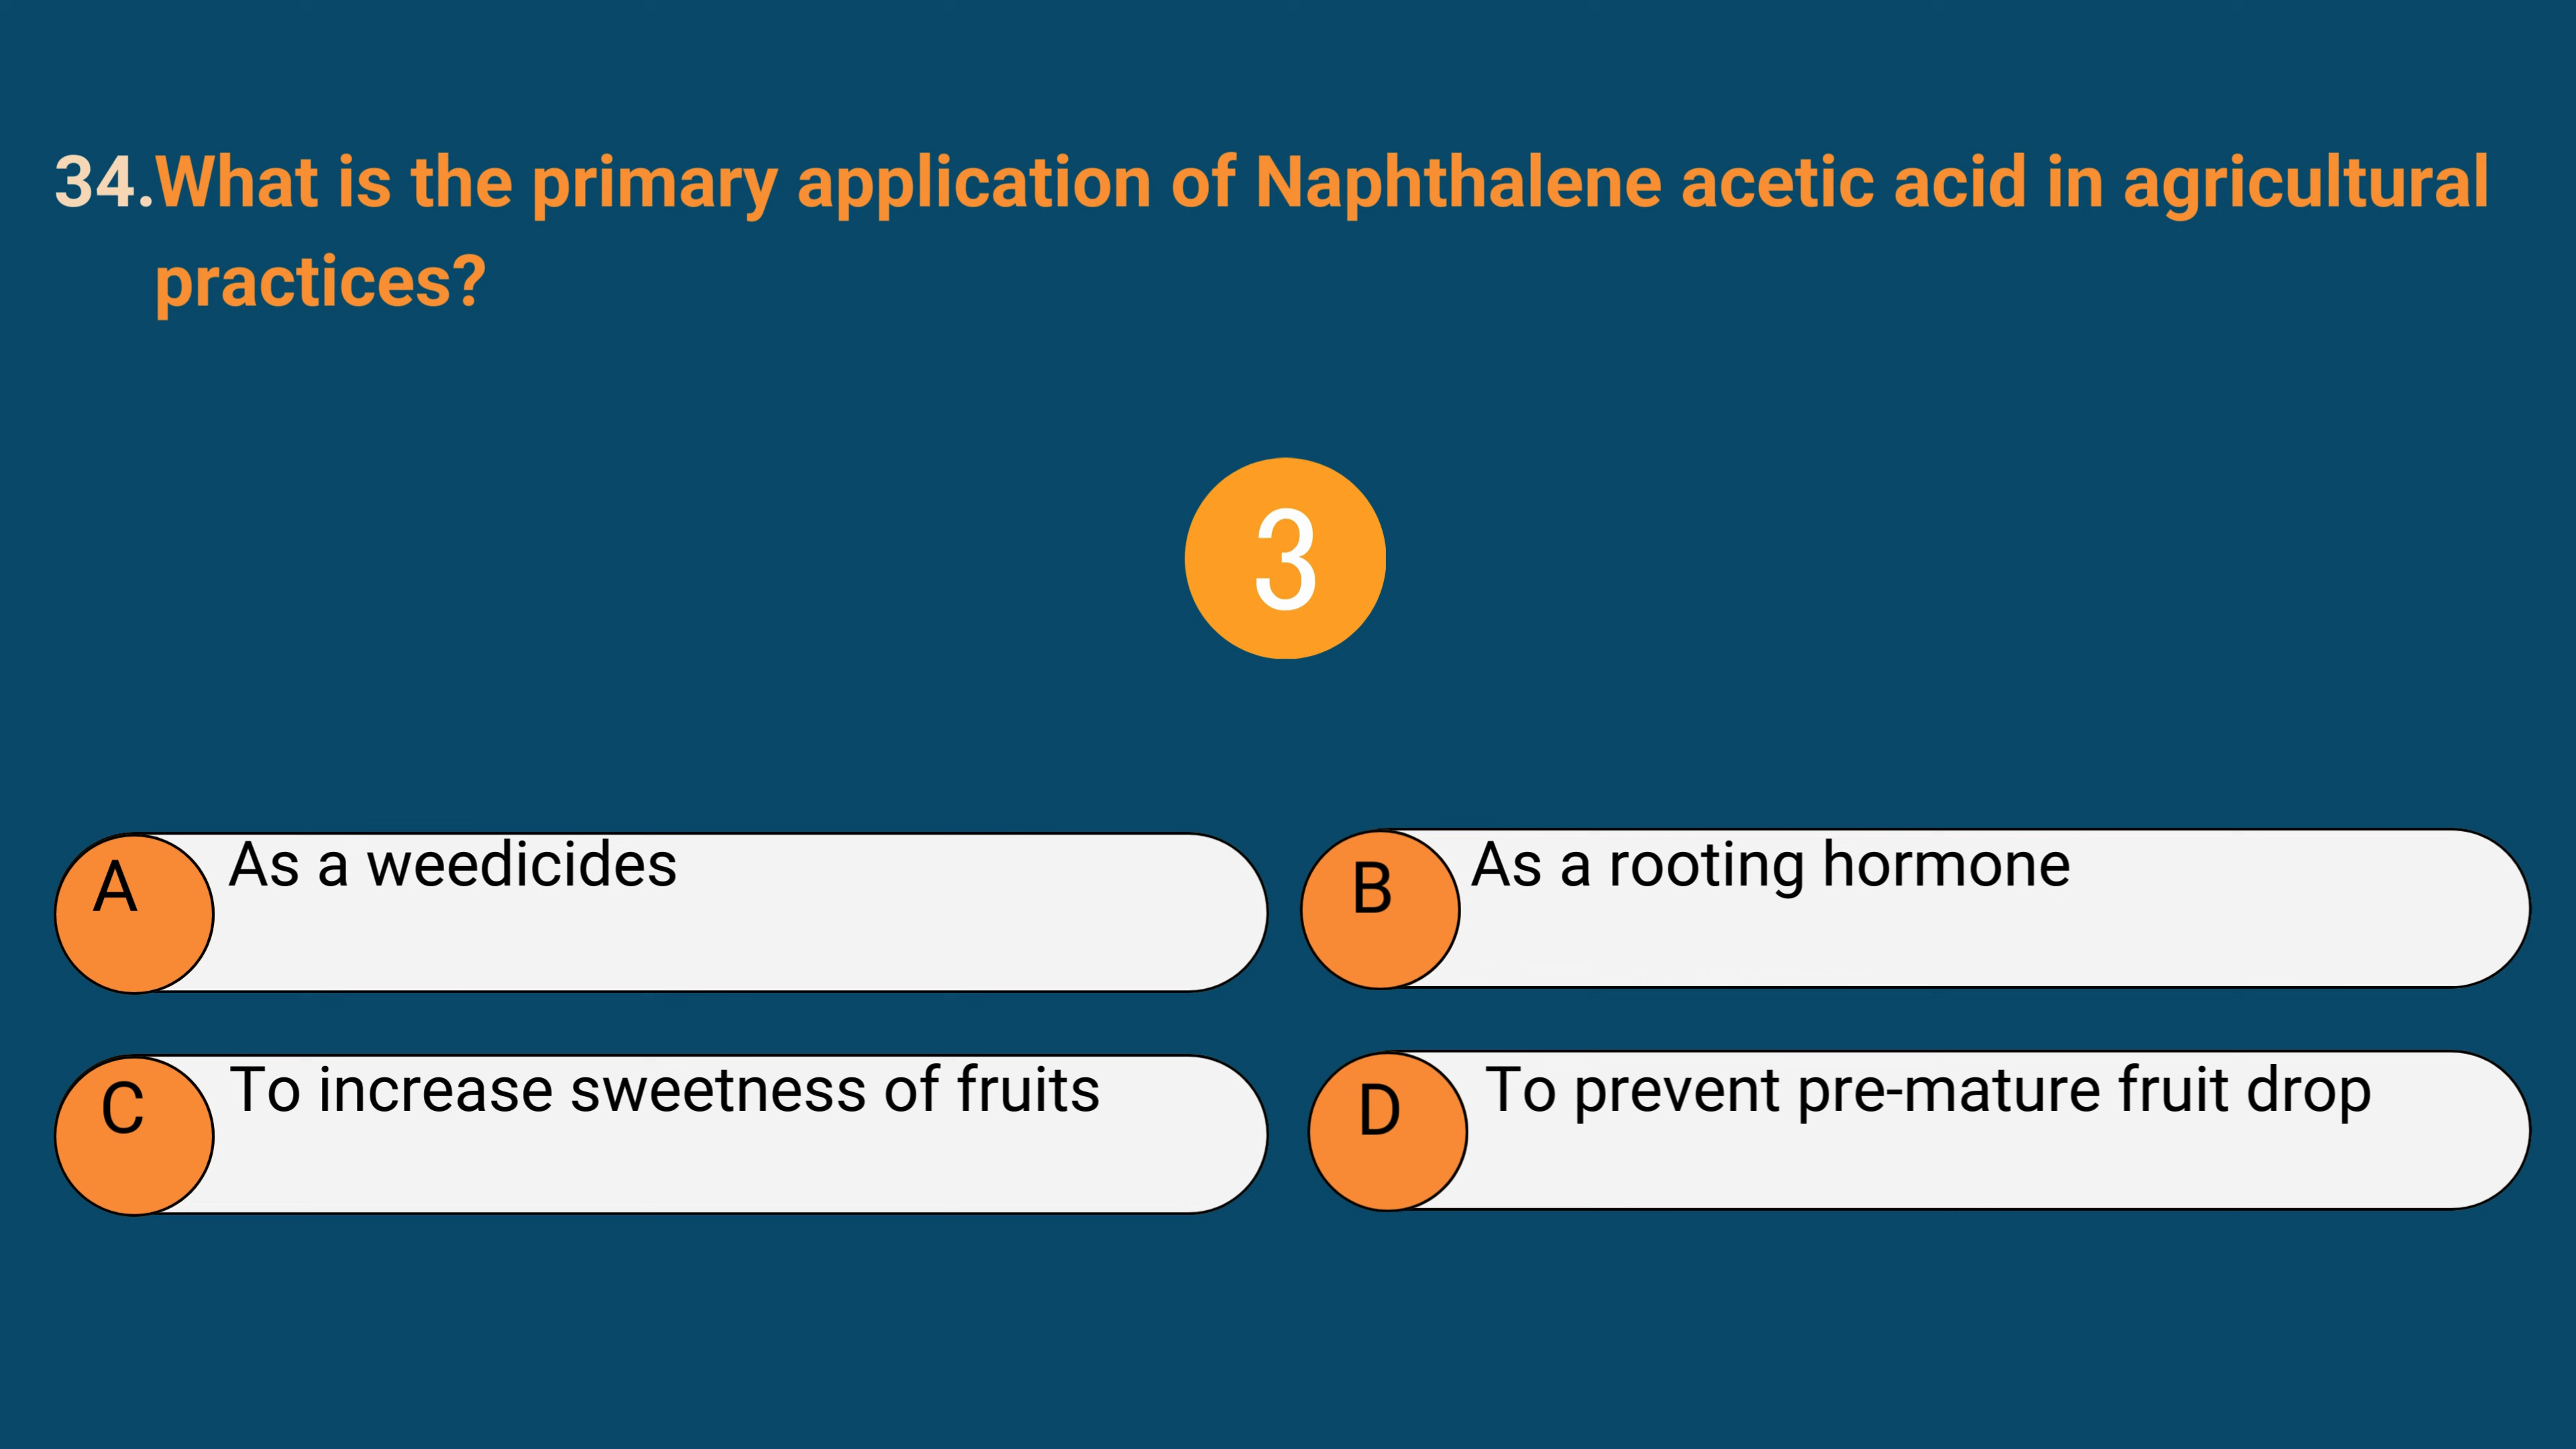 34.What is the primary application of Naphthalene acetic acid in agricultural
practices?
3
A As a weedicides
B As a rooting hormone
C To increase sweetness of fruits
D To prevent pre-mature fruit drop